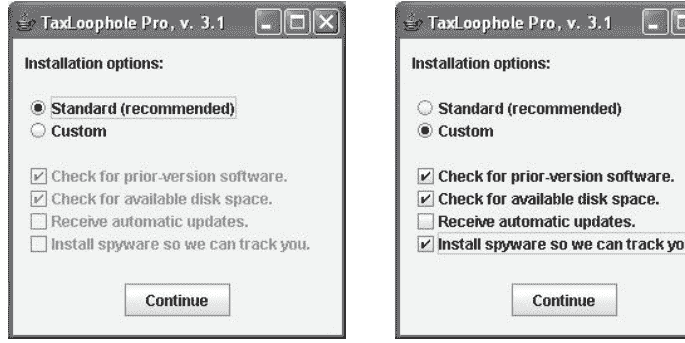 TaxLoophole Pro, v. 3.1
Installation options:
Standard (recommended)
Custom
Check for prior-version software.
Check for available disk space.
Receive automatic updates.
Install spyware so we can track you.
Continue
TaxLoophole Pro, v. 3.1
Installation options:
Standard (recommended)
Custom
Check for prior-version software.
Check for available disk space.
Receive automatic updates.
Install spyware so we can track yo
Continue